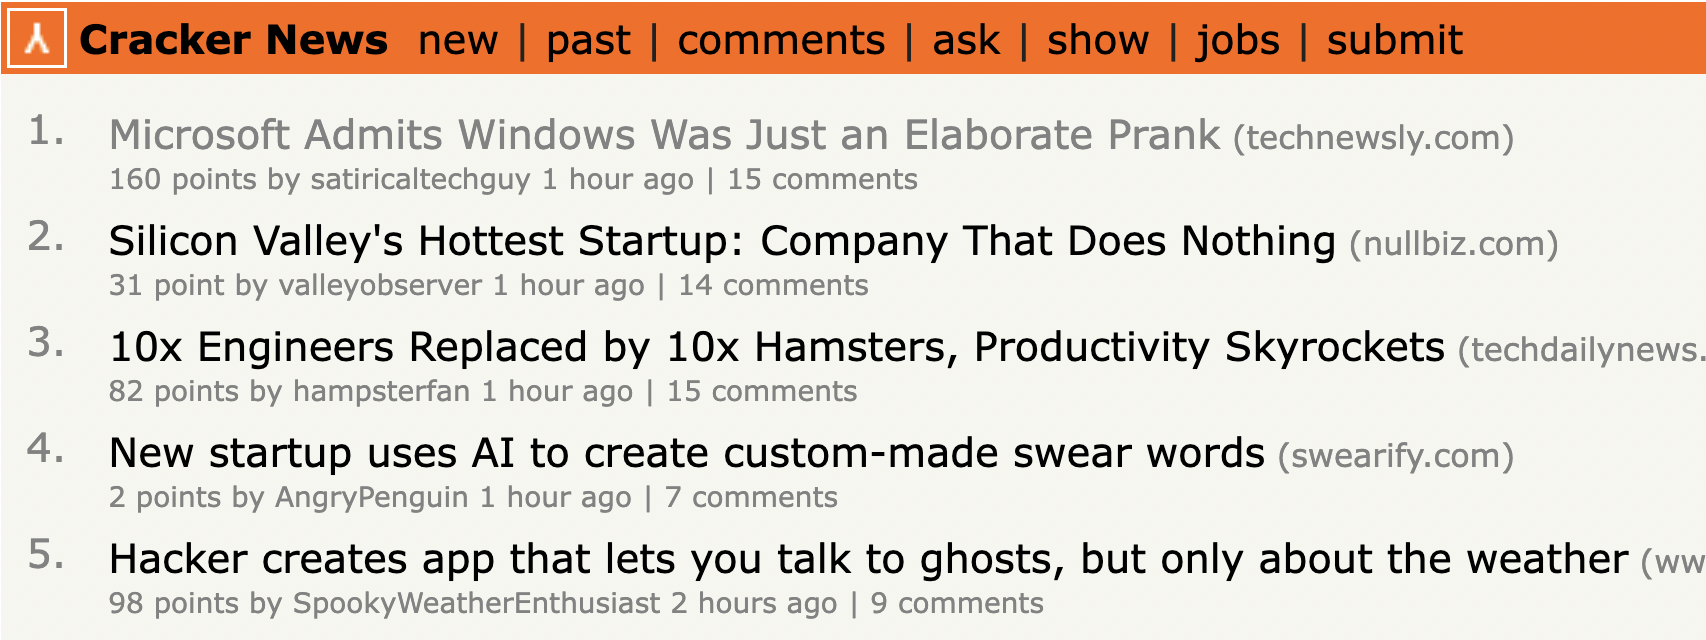 Cracker News new | past | comments | ask | show | jobs | submit
1. Microsoft Admits Windows Was Just an Elaborate Prank (technewsly.com)
160 points by satiricaltechguy 1 hour ago | 15 comments
2. Silicon Valley's Hottest Startup: Company That Does Nothing (nullbiz.com)
31 point by valleyobserver 1 hour ago | 14 comments
3. 10x Engineers Replaced by 10x Hamsters, Productivity Skyrockets (techdailynews.
82 points by hampsterfan 1 hour ago | 15 comments
4. New startup uses AI to create custom-made swear words (swearify.com)
2 points by AngryPenguin 1 hour ago | 7 comments
5. Hacker creates app that lets you talk to ghosts, but only about the weather (ww
98 points by SpookyWeatherEnthusiast 2 hours ago | 9 comments